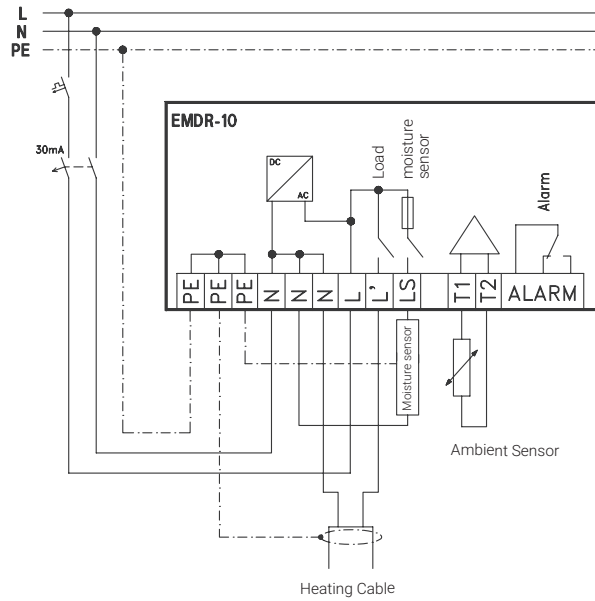 L
N
PE
EMDR-10
30mA
DC
AC
Load
moisture
sensor
Alarm
PE PE PE N N N L L' LS T1 T2 ALARM
Moisture sensor
Ambient Sensor
Heating Cable